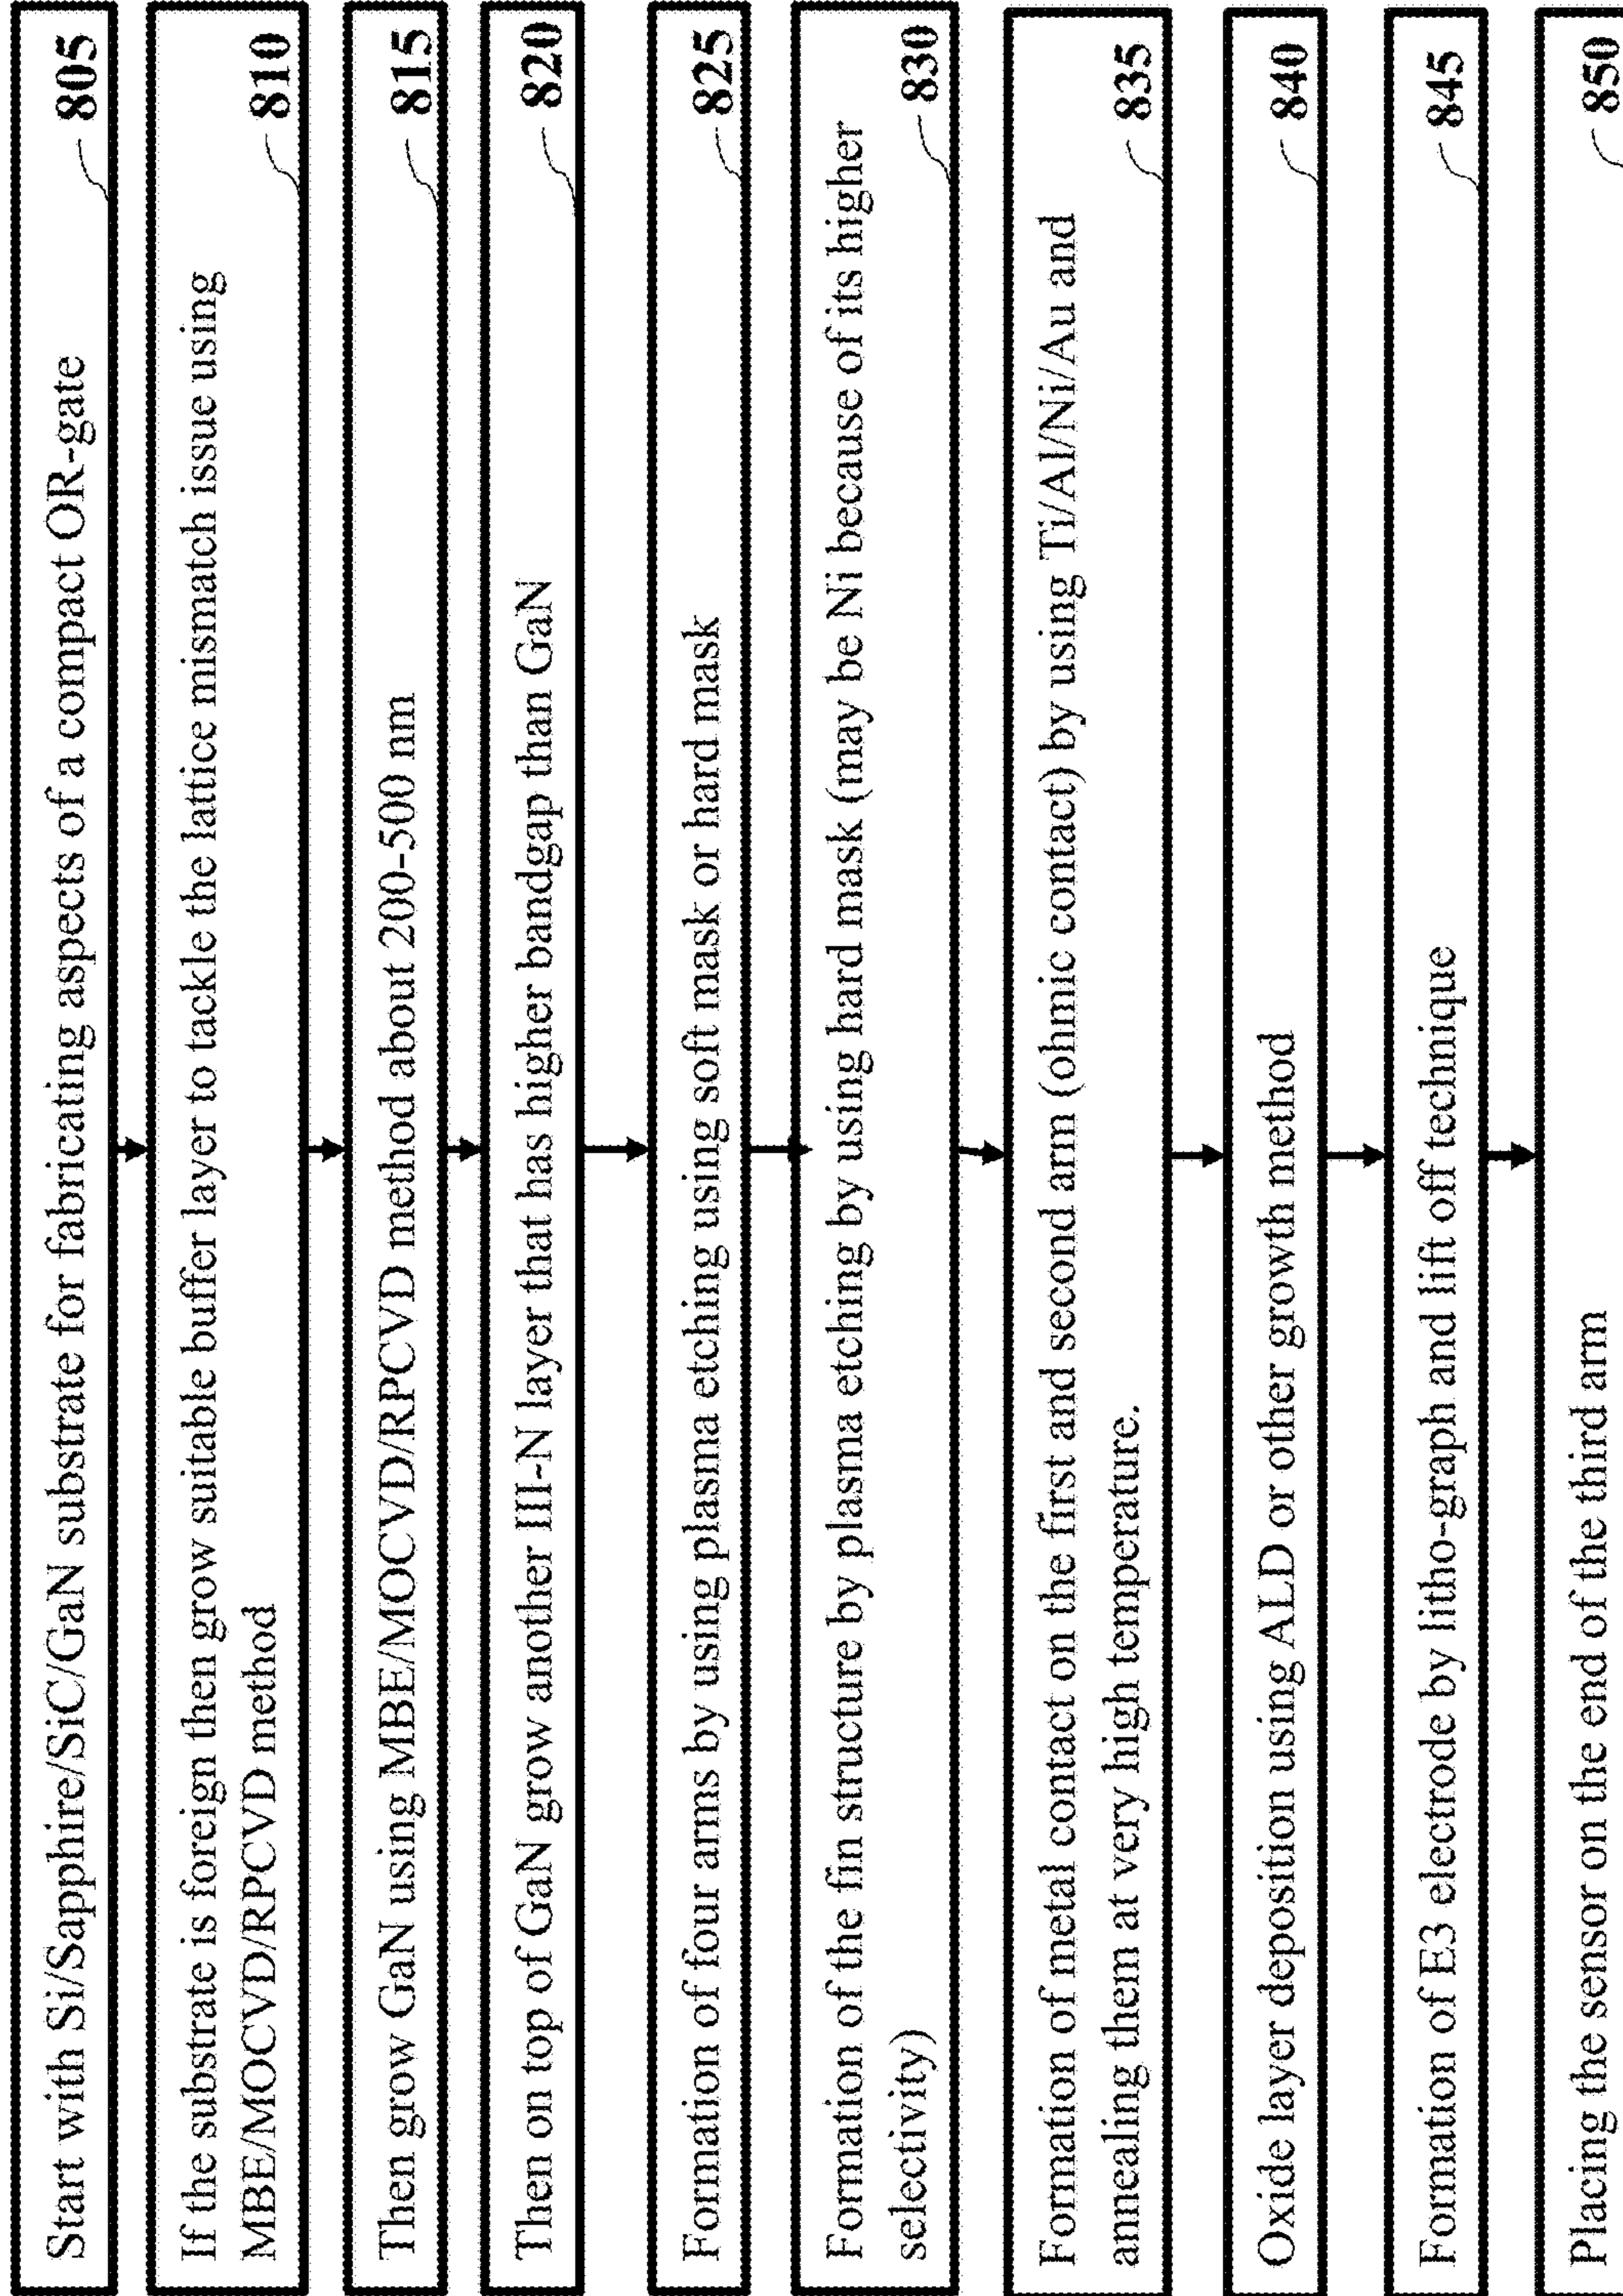 Start with Si/Sapphire/SiC/GaN substrate for fabricating aspects of a compact OR-gate
805
If the substrate is foreign then grow suitable buffer layer to tackle the lattice mismatch issue using
MBE/MOCVD/RPCVD method
810
Then grow GaN using MBE/MOCVD/RPCVD method about 200-500 nm
815
Then on top of GaN grow another III-N layer that has higher bandgap than GaN
820
Formation of four arms by using plasma etching using soft mask or hard mask
825
Formation of the fin structure by plasma etching by using hard mask (may be Ni because of its higher
selectivity)
830
Formation of metal contact on the first and second arm (ohmic contact) by using Ti/Al/Ni/Au and
annealing them at very high temperature.
835
Oxide layer deposition using ALD or other growth method
840
Formation of E3 electrode by litho-graph and lift off technique
845
Placing the sensor on the end of the third arm
850